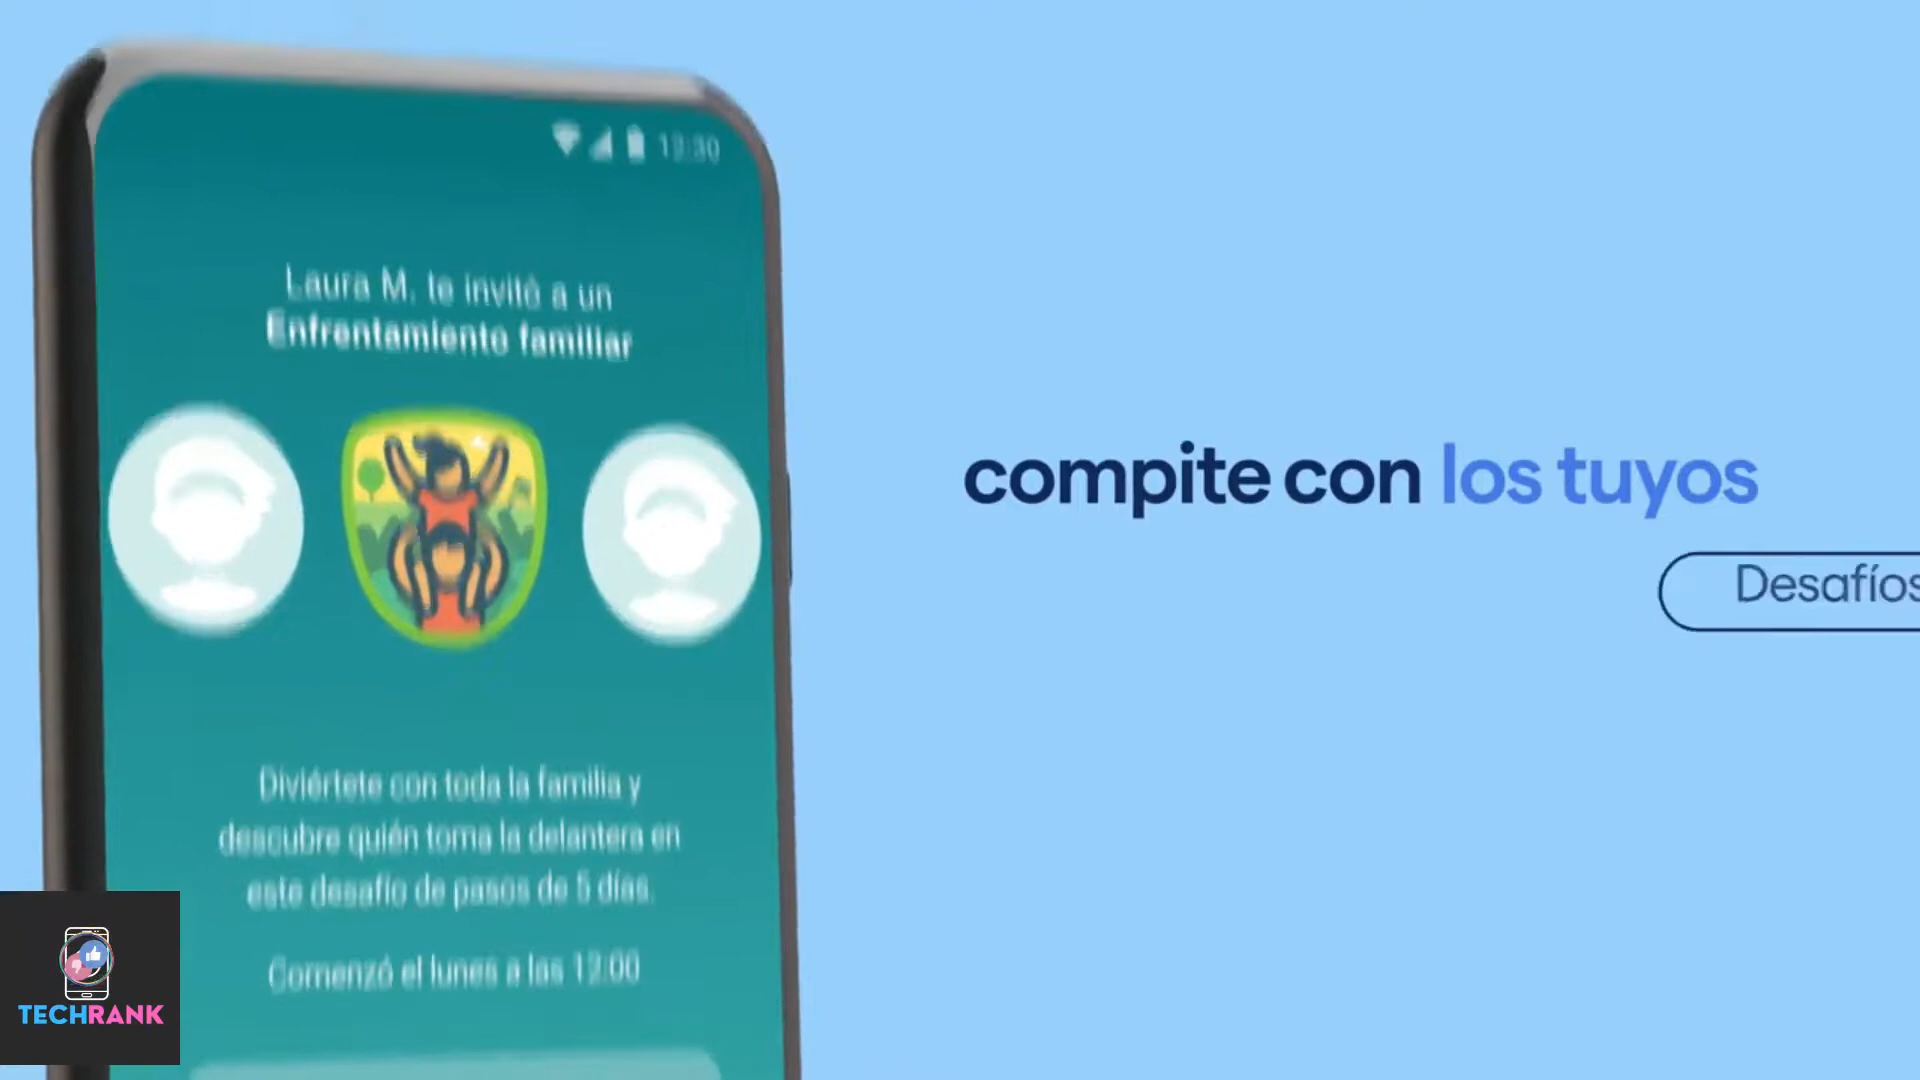 12:30
Laura M. te invitó a un
Enfrentamiento familiar
compite con los tuyos
Desafíos
Diviértete con toda la familia y
descubre quién toma la delantera en
este desafío de pasos de 5 días.
Comenzó el lunes a las 12:00
TECHRANK